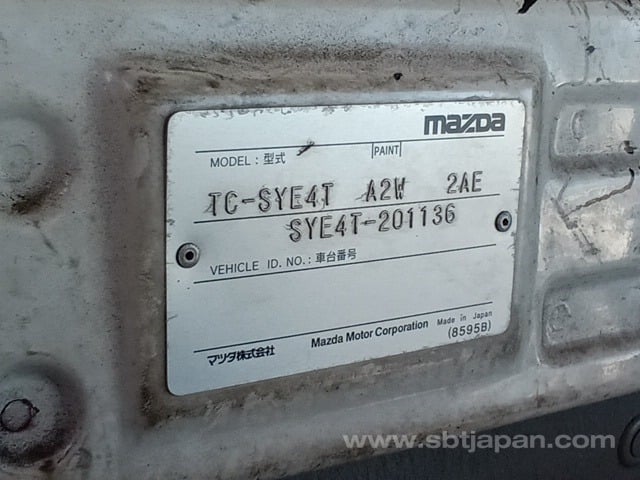 mazda
MODEL : 型式 PAINT
TC-SYE4T A2W 2AE
SYE4T-201136
VEHICLE ID. NO. : 車台番号
マツダ株式会社 Mazda Motor Corporation Made in Japan
(8595B)
www.sbtjapan.com